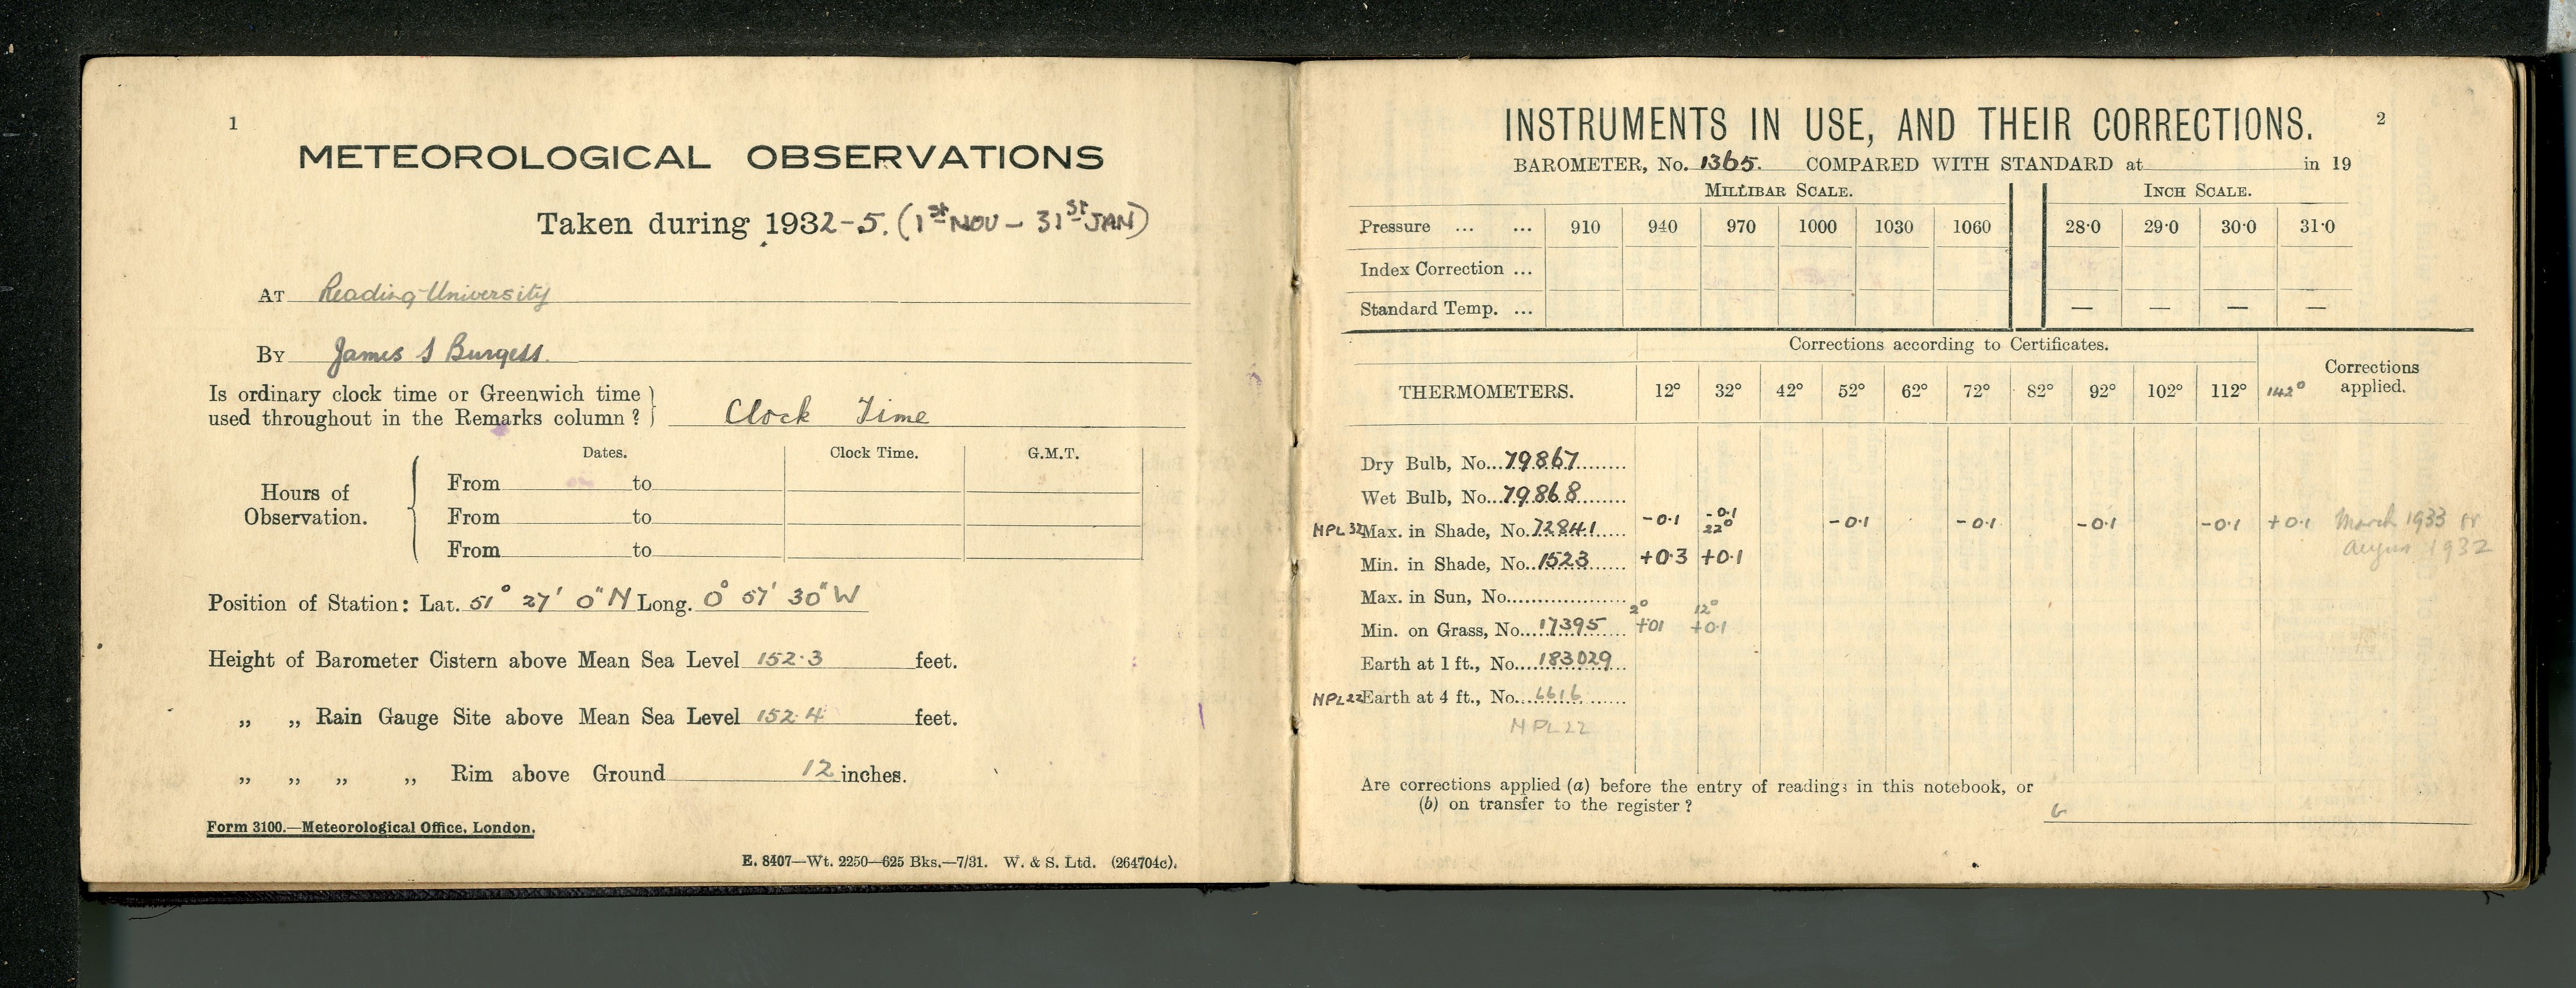 1
METEOROLOGICAL OBSERVATIONS
Taken during 1932-5. (1st NOV – 31st JAN)
AT Reading University
BY James S Burgess.
Is ordinary clock time or Greenwich time
used throughout in the Remarks column? } Clock Time
Dates. Clock Time. G.M.T.
Hours of Observation.
From to
From to
From to
Position of Station: Lat. 51° 27' 0" N Long. 0° 57' 30" W
Height of Barometer Cistern above Mean Sea Level 152·3 feet.
„ „ Rain Gauge Site above Mean Sea Level 152·4 feet.
„ „ „ „ Rim above Ground 12 inches.
Form 3100.—Meteorological Office, London.
E. 8407—Wt. 2250—625 Bks.—7/31. W. & S. Ltd. (264704c).
INSTRUMENTS IN USE, AND THEIR CORRECTIONS. 2
BAROMETER, No. 1365. COMPARED WITH STANDARD at in 19
MILLIBAR SCALE. INCH SCALE.
Pressure ... ... 910 940 970 1000 1030 1060 28·0 29·0 30·0 31·0
Index Correction ...
Standard Temp. ... — — — —
Corrections according to Certificates.
THERMOMETERS. 12° 32° 42° 52° 62° 72° 82° 92° 102° 112° 142° Corrections applied.
Dry Bulb, No. 79867
Wet Bulb, No. 79868
-0.1
NPL 32 Max. in Shade, No. 72841 -0.1 22° -0.1 -0.1 -0.1 -0.1 +0.1 March 1933
1932
Min. in Shade, No. 1523 +0.3 +0.1
Max. in Sun, No.
2° 12°
Min. on Grass, No. 17395 +01 +0.1
Earth at 1 ft., No. 183029
NPL 22 Earth at 4 ft., No. 6616
NPL 22
Are corrections applied (a) before the entry of readings in this notebook, or
(b) on transfer to the register? b